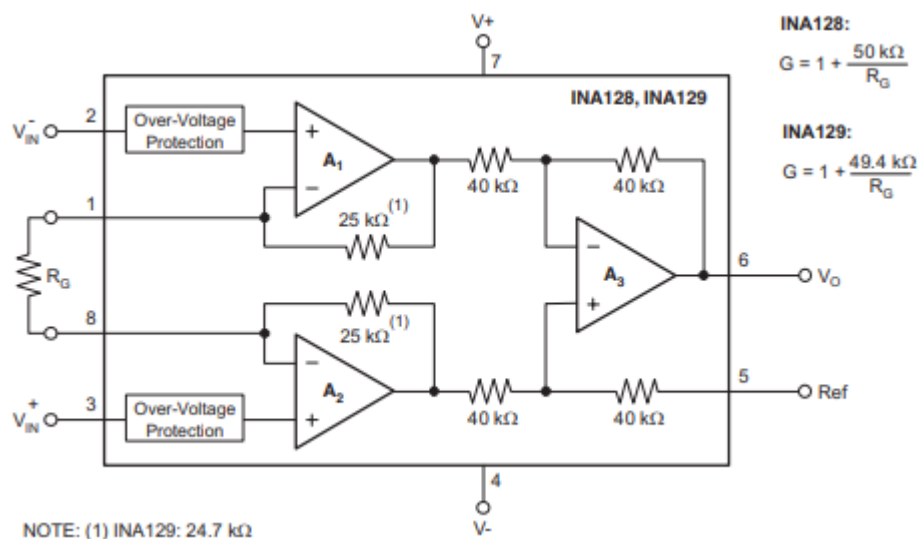 V+
7
INA128:
G = 1 + 50 kΩ / R_G
INA128, INA129
INA129:
G = 1 + 49.4 kΩ / R_G
V_IN^-
2
Over-Voltage
Protection
+
A1
−
40 kΩ
40 kΩ
1
25 kΩ(1)
R_G
−
A3
+
6
V_O
8
25 kΩ(1)
−
A2
+
5
Ref
V_IN^+
3
Over-Voltage
Protection
40 kΩ
40 kΩ
4
V-
NOTE: (1) INA129: 24.7 kΩ